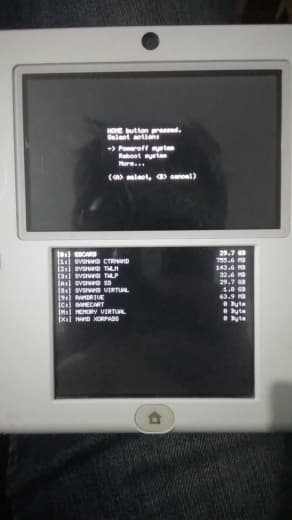 HOME button pressed.
Select action:
-> Poweroff system
Reboot system
More...
(<A> select, <B> cancel)
[0:] SDCARD 29.7 GB
[1:] SYSNAND CTRNAND 755.6 MB
[2:] SYSNAND TWLN 143.6 MB
[3:] SYSNAND TWLP 32.6 MB
[A:] SYSNAND SD 29.7 GB
[S:] SYSNAND VIRTUAL 1.8 GB
[9:] RAMDRIVE 63.9 MB
[C:] GAMECART 0 Byte
[M:] MEMORY VIRTUAL 0 Byte
[X:] NAND XORPADS 0 Byte